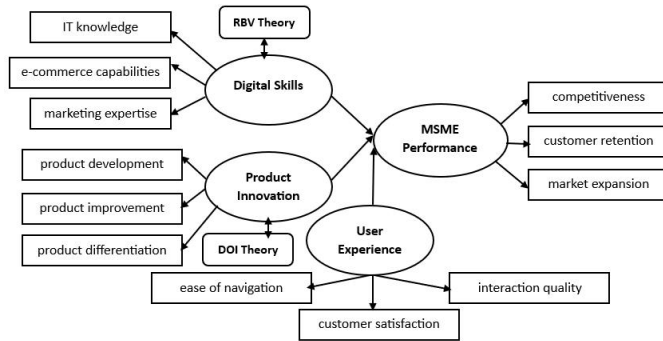 RBV Theory
IT knowledge
e-commerce capabilities
marketing expertise
Digital Skills
product development
product improvement
product differentiation
Product
Innovation
DOI Theory
MSME
Performance
competitiveness
customer retention
market expansion
User
Experience
ease of navigation
interaction quality
customer satisfaction